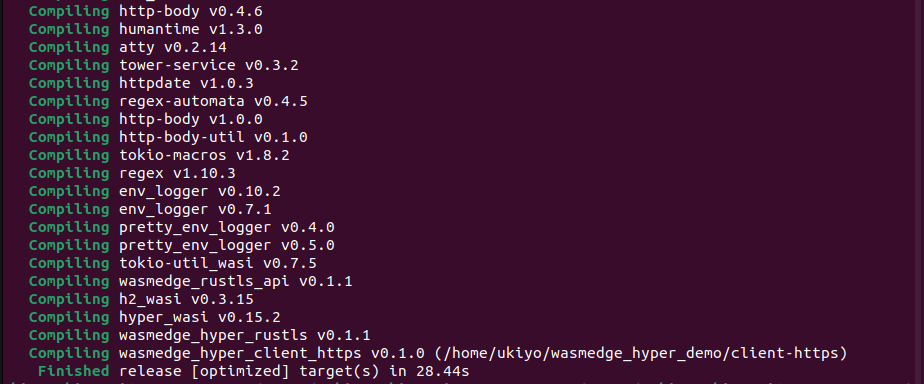 Compiling http-body v0.4.6
Compiling humantime v1.3.0
Compiling atty v0.2.14
Compiling tower-service v0.3.2
Compiling httpdate v1.0.3
Compiling regex-automata v0.4.5
Compiling http-body v1.0.0
Compiling http-body-util v0.1.0
Compiling tokio-macros v1.8.2
Compiling regex v1.10.3
Compiling env_logger v0.10.2
Compiling env_logger v0.7.1
Compiling pretty_env_logger v0.4.0
Compiling pretty_env_logger v0.5.0
Compiling tokio-util_wasi v0.7.5
Compiling wasmedge_rustls_api v0.1.1
Compiling h2_wasi v0.3.15
Compiling hyper_wasi v0.15.2
Compiling wasmedge_hyper_rustls v0.1.1
Compiling wasmedge_hyper_client_https v0.1.0 (/home/ukiyo/wasmedge_hyper_demo/client-https)
Finished release [optimized] target(s) in 28.44s